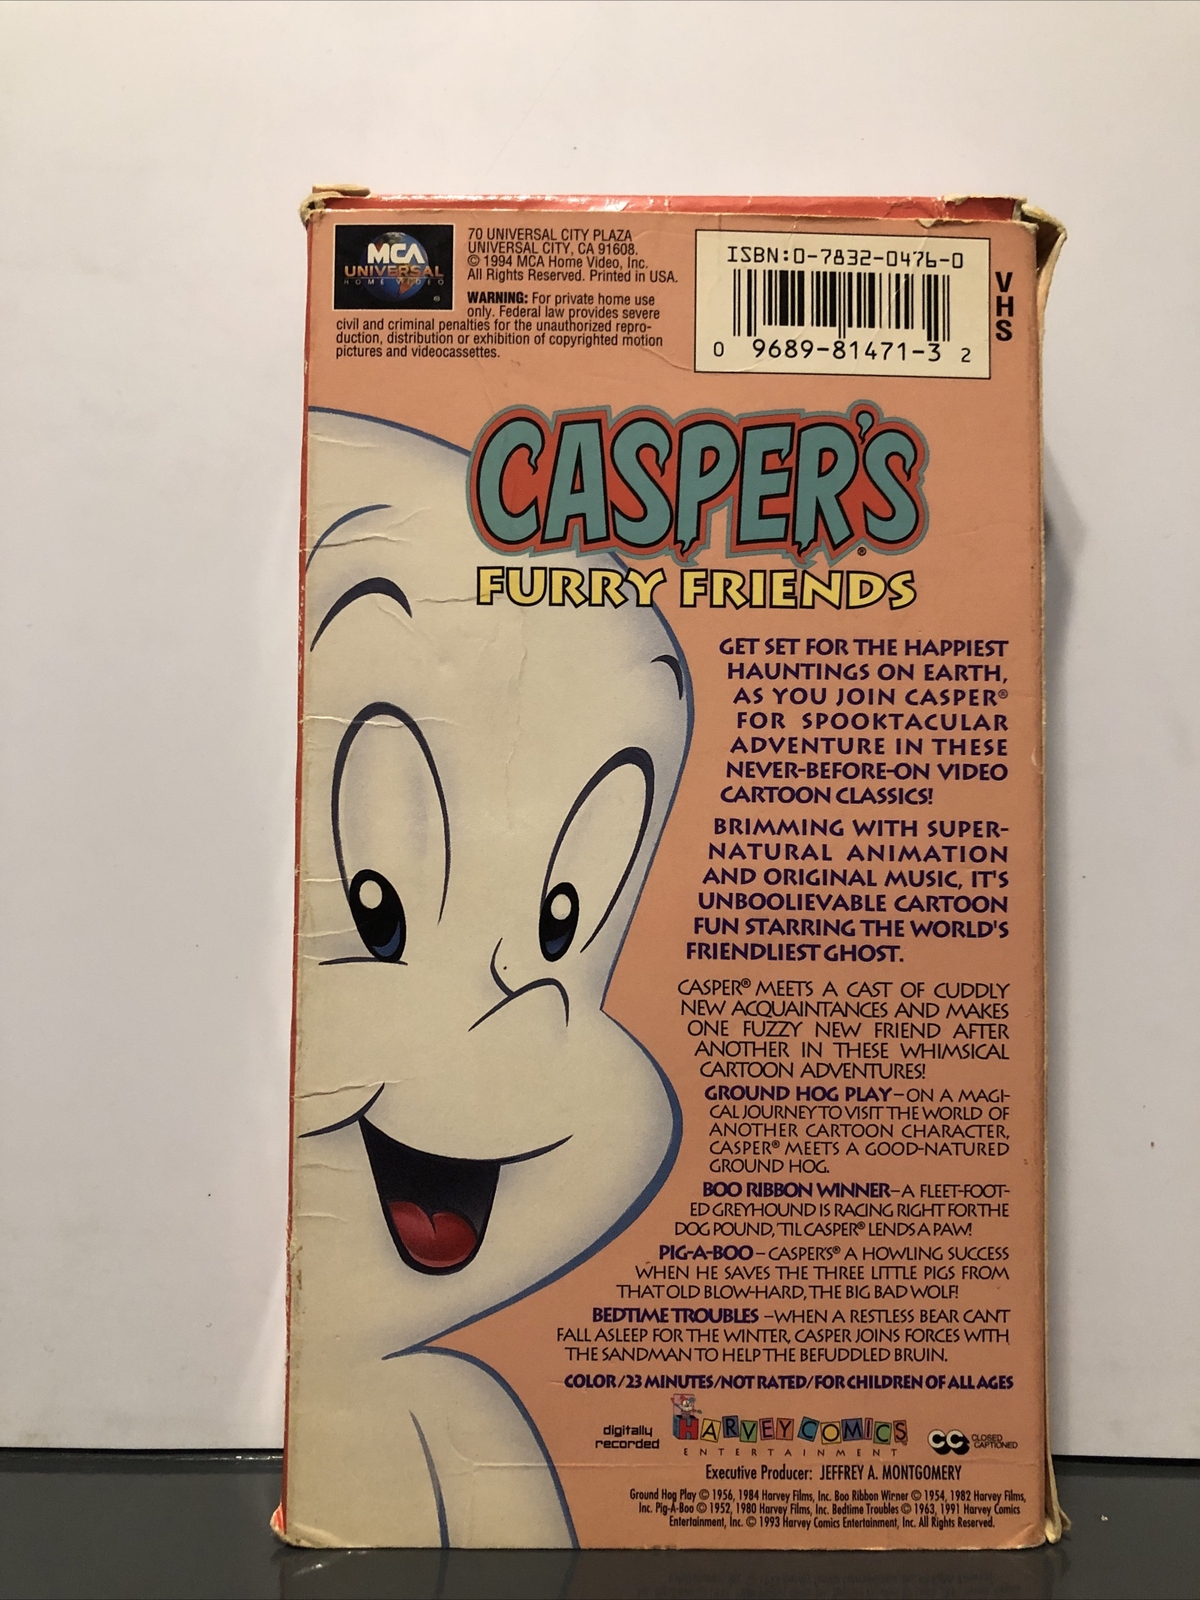 MCA
UNIVERSAL
HOME VIDEO
®
70 UNIVERSAL CITY PLAZA
UNIVERSAL CITY, CA 91608.
© 1994 MCA Home Video, Inc.
All Rights Reserved. Printed in USA.
WARNING: For private home use
only. Federal law provides severe
civil and criminal penalties for the unauthorized repro-
duction, distribution or exhibition of copyrighted motion
pictures and videocassettes.
ISBN:0-7832-0476-0
0 9689-81471-3 2
VHS
CASPER'S®
FURRY FRIENDS
GET SET FOR THE HAPPIEST
HAUNTINGS ON EARTH,
AS YOU JOIN CASPER®
FOR SPOOKTACULAR
ADVENTURE IN THESE
NEVER-BEFORE-ON VIDEO
CARTOON CLASSICS!
BRIMMING WITH SUPER-
NATURAL ANIMATION
AND ORIGINAL MUSIC, IT'S
UNBOOLIEVABLE CARTOON
FUN STARRING THE WORLD'S
FRIENDLIEST GHOST.
CASPER® MEETS A CAST OF CUDDLY
NEW ACQUAINTANCES AND MAKES
ONE FUZZY NEW FRIEND AFTER
ANOTHER IN THESE WHIMSICAL
CARTOON ADVENTURES!
GROUND HOG PLAY–ON A MAGI-
CAL JOURNEY TO VISIT THE WORLD OF
ANOTHER CARTOON CHARACTER,
CASPER® MEETS A GOOD-NATURED
GROUND HOG.
BOO RIBBON WINNER–A FLEET-FOOT-
ED GREYHOUND IS RACING RIGHT FOR THE
DOG POUND, 'TIL CASPER® LENDS A PAW!
PIG-A-BOO – CASPER'S® A HOWLING SUCCESS
WHEN HE SAVES THE THREE LITTLE PIGS FROM
THAT OLD BLOW-HARD, THE BIG BAD WOLF!
BEDTIME TROUBLES –WHEN A RESTLESS BEAR CAN'T
FALL ASLEEP FOR THE WINTER, CASPER JOINS FORCES WITH
THE SANDMAN TO HELP THE BEFUDDLED BRUIN.
COLOR/23 MINUTES/NOT RATED/FOR CHILDREN OF ALL AGES
digitally
recorded
HARVEY COMICS
ENTERTAINMENT
CC CLOSED
CAPTIONED
Executive Producer: JEFFREY A. MONTGOMERY
Ground Hog Play © 1956, 1984 Harvey Films, Inc. Boo Ribbon Winner © 1954, 1982 Harvey Films,
Inc. Pig-A-Boo © 1952, 1980 Harvey Films, Inc. Bedtime Troubles © 1963, 1991 Harvey Comics
Entertainment, Inc. © 1993 Harvey Comics Entertainment, Inc. All Rights Reserved.